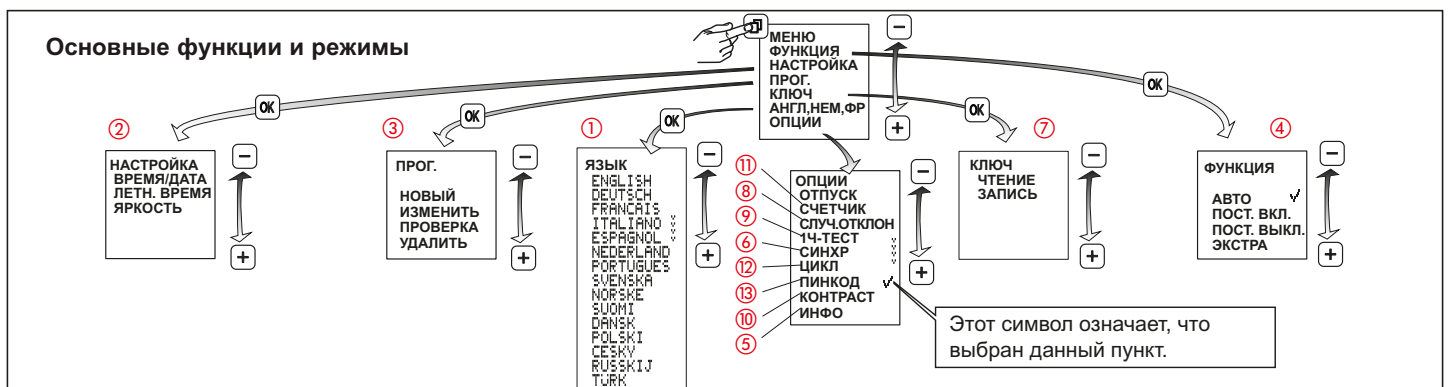 Основные функции и режимы
МЕНЮ
ФУНКЦИЯ
НАСТРОЙКА
ПРОГ.
КЛЮЧ
АНГЛ,НЕМ,ФР
ОПЦИИ
−
+
OK
OK
OK
OK
OK
②
НАСТРОЙКА
ВРЕМЯ/ДАТА
ЛЕТН. ВРЕМЯ
ЯРКОСТЬ
−
+
③
ПРОГ.
НОВЫЙ
ИЗМЕНИТЬ
ПРОВЕРКА
УДАЛИТЬ
−
+
①
ЯЗЫК
ENGLISH
DEUTSCH
FRANCAIS
ITALIANO
ESPAGNOL
NEDERLAND
PORTUGUES
SVENSKA
NORSKE
SUOMI
DANSK
POLSKI
CESKY
RUSSKIJ
TURK
−
+
ОПЦИИ
⑪ ОТПУСК
⑧ СЧЕТЧИК
⑨ СЛУЧ.ОТКЛОН
⑥ 1Ч-ТЕСТ
⑫ СИНХР
⑬ ЦИКЛ
⑩ ПИНКОД
⑤ КОНТРАСТ
ИНФО
−
+
⑦
КЛЮЧ
ЧТЕНИЕ
ЗАПИСЬ
−
+
④
ФУНКЦИЯ
АВТО ✓
ПОСТ. ВКЛ.
ПОСТ. ВЫКЛ.
ЭКСТРА
−
+
Этот символ означает, что
выбран данный пункт.